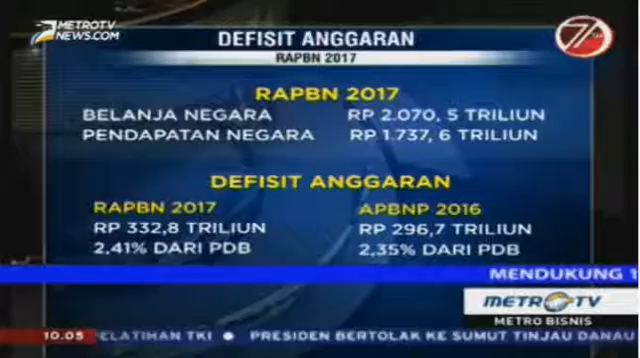 METROTV
NEWS.COM
DEFISIT ANGGARAN
RAPBN 2017
RAPBN 2017
BELANJA NEGARA RP 2.070, 5 TRILIUN
PENDAPATAN NEGARA RP 1.737, 6 TRILIUN
DEFISIT ANGGARAN
RAPBN 2017 APBNP 2016
RP 332,8 TRILIUN RP 296,7 TRILIUN
2,41% DARI PDB 2,35% DARI PDB
MENDUKUNG 1
METRO TV
METRO BISNIS
10.05 ELATIHAN TKI ● PRESIDEN BERTOLAK KE SUMUT TINJAU DANAU